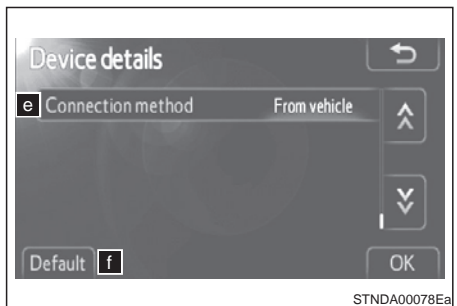 Device details
e Connection method From vehicle
Default f OK
STNDA00078Ea